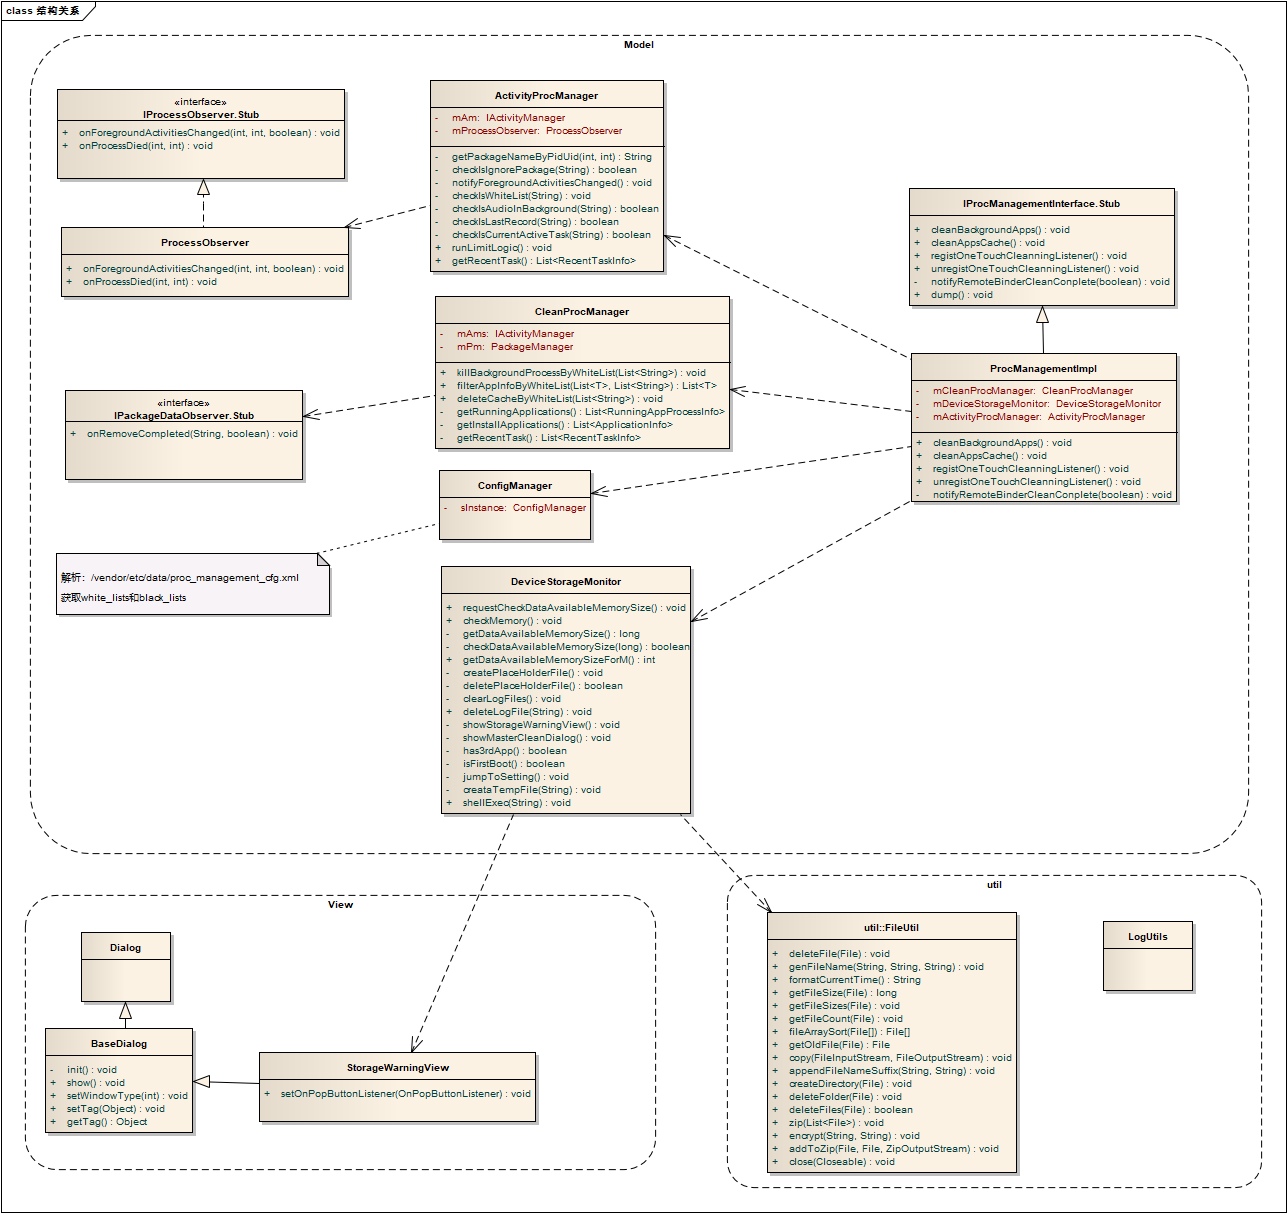 class 结构关系
Model
«interface»
IProcessObserver.Stub
+ onForegroundActivitiesChanged(int, int, boolean) : void
+ onProcessDied(int, int) : void
ProcessObserver
+ onForegroundActivitiesChanged(int, int, boolean) : void
+ onProcessDied(int, int) : void
ActivityProcManager
- mAm: IActivityManager
- mProcessObserver: ProcessObserver
- getPackageNameByPidUid(int, int) : String
- checkIsIgnorePackage(String) : boolean
- notifyForegroundActivitiesChanged() : void
- checkIsWhiteList(String) : void
- checkIsAudioInBackground(String) : boolean
- checkIsLastRecord(String) : boolean
- checkIsCurrentActiveTask(String) : boolean
+ runLimitLogic() : void
+ getRecentTask() : List<RecentTaskInfo>
IProcManagementInterface.Stub
+ cleanBackgroundApps() : void
+ cleanAppsCache() : void
+ registOneTouchCleanningListener() : void
+ unregistOneTouchCleanningListener() : void
- notifyRemoteBinderCleanConplete(boolean) : void
+ dump() : void
CleanProcManager
- mAms: IActivityManager
- mPm: PackageManager
+ killBackgroundProcessByWhiteList(List<String>) : void
+ filterAppInfoByWhiteList(List<T>, List<String>) : List<T>
+ deleteCacheByWhiteList(List<String>) : void
- getRunningApplications() : List<RunningAppProcessInfo>
- getInstallApplications() : List<ApplicationInfo>
- getRecentTask() : List<RecentTaskInfo>
ProcManagementImpl
- mCleanProcManager: CleanProcManager
- mDeviceStorageMonitor: DeviceStorageMonitor
- mActivityProcManager: ActivityProcManager
+ cleanBackgroundApps() : void
+ cleanAppsCache() : void
+ registOneTouchCleanningListener() : void
+ unregistOneTouchCleanningListener() : void
- notifyRemoteBinderCleanConplete(boolean) : void
«interface»
IPackageDataObserver.Stub
+ onRemoveCompleted(String, boolean) : void
ConfigManager
- sInstance: ConfigManager
解析：/vendor/etc/data/proc_management_cfg.xml
获取white_lists和black_lists
DeviceStorageMonitor
+ requestCheckDataAvailableMemorySize() : void
+ checkMemory() : void
- getDataAvailableMemorySize() : long
- checkDataAvailableMemorySize(long) : boolean
+ getDataAvailableMemorySizeForM() : int
- createPlaceHolderFile() : void
- deletePlaceHolderFile() : boolean
- clearLogFiles() : void
+ deleteLogFile(String) : void
- showStorageWarningView() : void
- showMasterCleanDialog() : void
- has3rdApp() : boolean
- isFirstBoot() : boolean
- jumpToSetting() : void
- creataTempFile(String) : void
+ shellExec(String) : void
View
Dialog
BaseDialog
- init() : void
+ show() : void
+ setWindowType(int) : void
+ setTag(Object) : void
+ getTag() : Object
StorageWarningView
+ setOnPopButtonListener(OnPopButtonListener) : void
util
util::FileUtil
+ deleteFile(File) : void
+ genFileName(String, String, String) : void
+ formatCurrentTime() : String
+ getFileSize(File) : long
+ getFileSizes(File) : void
+ getFileCount(File) : void
+ fileArraySort(File[]) : File[]
+ getOldFile(File) : File
+ copy(FileInputStream, FileOutputStream) : void
+ appendFileNameSuffix(String, String) : void
+ createDirectory(File) : void
+ deleteFolder(File) : void
+ deleteFiles(File) : boolean
+ zip(List<File>) : void
+ encrypt(String, String) : void
+ addToZip(File, File, ZipOutputStream) : void
+ close(Closeable) : void
LogUtils